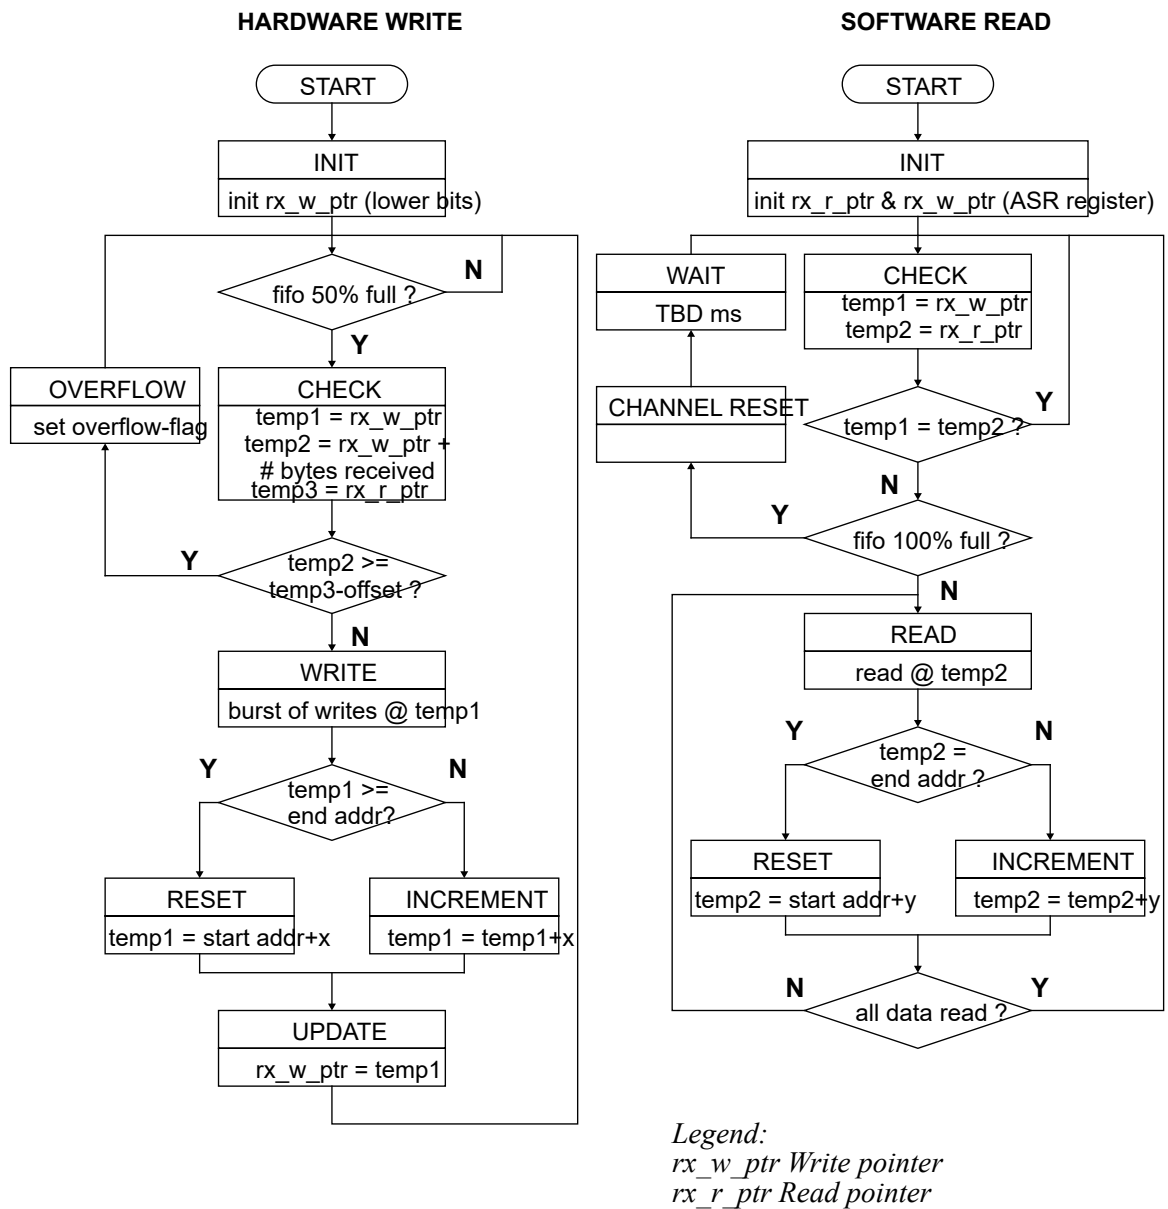 HARDWARE WRITE
START
INIT
init rx_w_ptr (lower bits)
fifo 50% full ?
N
Y
OVERFLOW
set overflow-flag
CHECK
temp1 = rx_w_ptr
temp2 = rx_w_ptr +
# bytes received
temp3 = rx_r_ptr
temp2 >=
temp3-offset ?
Y
N
WRITE
burst of writes @ temp1
temp1 >=
end addr?
Y
N
RESET
temp1 = start addr+x
INCREMENT
temp1 = temp1+x
UPDATE
rx_w_ptr = temp1
SOFTWARE READ
START
INIT
init rx_r_ptr & rx_w_ptr (ASR register)
WAIT
TBD ms
CHECK
temp1 = rx_w_ptr
temp2 = rx_r_ptr
CHANNEL RESET
temp1 = temp2 ?
Y
N
fifo 100% full ?
Y
N
READ
read @ temp2
temp2 =
end addr ?
Y
N
RESET
temp2 = start addr+y
INCREMENT
temp2 = temp2+y
all data read ?
N
Y
Legend:
rx_w_ptr Write pointer
rx_r_ptr Read pointer